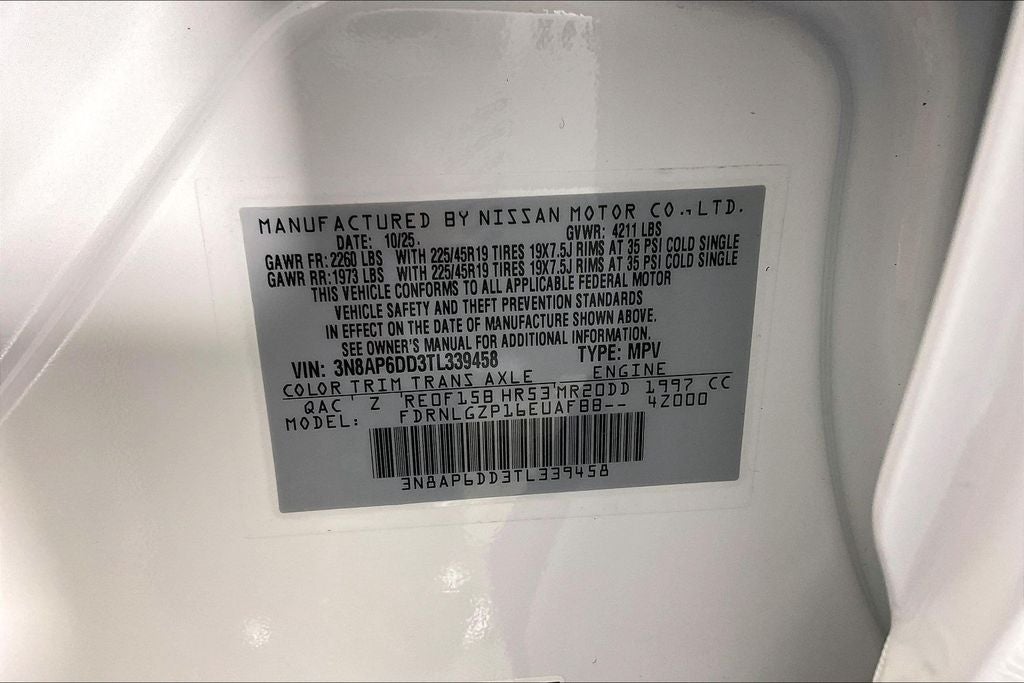 MANUFACTURED BY NISSAN MOTOR CO., LTD.
DATE: 10/25. GVWR: 4211 LBS
GAWR FR: 2260 LBS WITH 225/45R19 TIRES 19X7.5J RIMS AT 35 PSI COLD SINGLE
GAWR RR: 1973 LBS WITH 225/45R19 TIRES 19X7.5J RIMS AT 35 PSI COLD SINGLE
THIS VEHICLE CONFORMS TO ALL APPLICABLE FEDERAL MOTOR
VEHICLE SAFETY AND THEFT PREVENTION STANDARDS
IN EFFECT ON THE DATE OF MANUFACTURE SHOWN ABOVE.
SEE OWNER'S MANUAL FOR ADDITIONAL INFORMATION.
VIN: 3N8AP6DD3TL339458 TYPE: MPV
COLOR TRIM TRANS AXLE ENGINE
QAC Z RE0F15B HR53 MR20DD 1997 CC
MODEL: FDRNLGZP16EUAFBB-- 4Z000
3N8AP6DD3TL339458